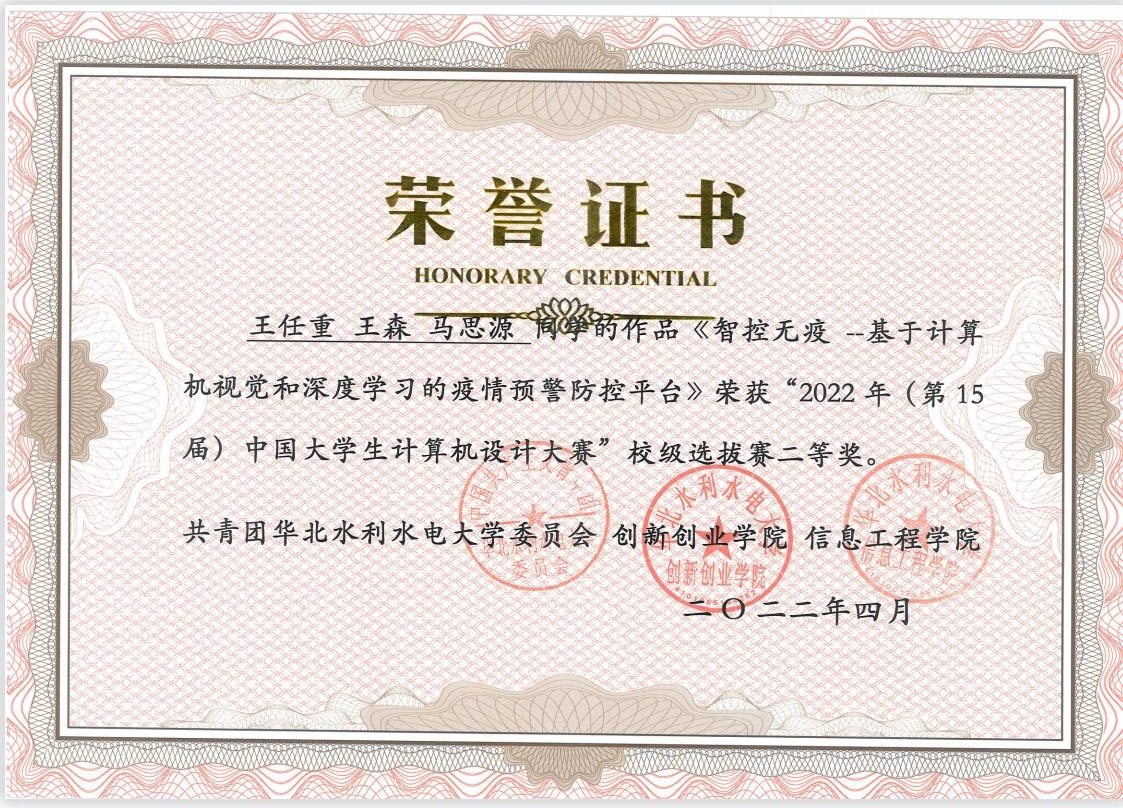 荣誉证书
HONORARY CREDENTIAL
王任重 王森 马思源 同学的作品《智控无疫 --基于计算
机视觉和深度学习的疫情预警防控平台》荣获“2022 年（第 15
届）中国大学生计算机设计大赛”校级选拔赛二等奖。
共青团华北水利水电大学委员会 创新创业学院 信息工程学院
二〇二二年四月
委员会
华北水利水电大学
创新创业学院
华北水利水电大学
信息工程学院